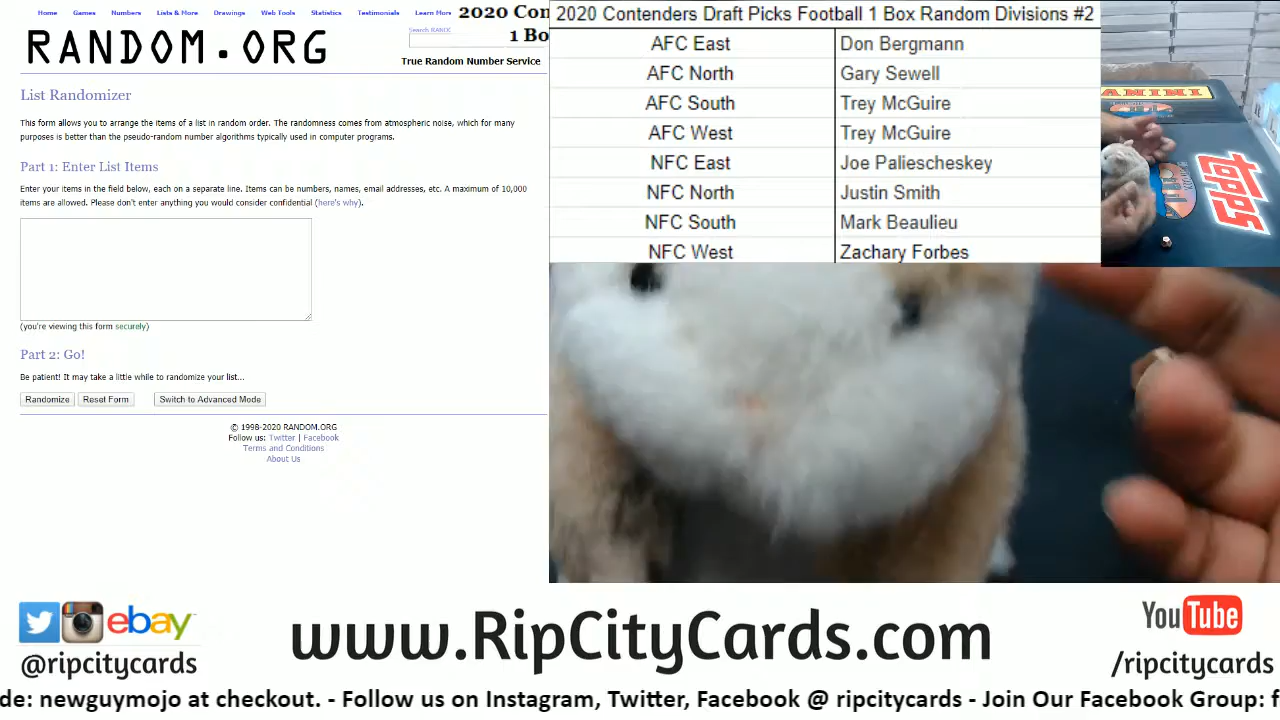 Home Games Numbers Lists & More Drawings Web Tools Statistics Testimonials Learn More
RANDOM.ORG
True Random Number Service
2020 Con
1 Bo
List Randomizer
This form allows you to arrange the items of a list in random order. The randomness comes from atmospheric noise, which for many
purposes is better than the pseudo-random number algorithms typically used in computer programs.
Part 1: Enter List Items
Enter your items in the field below, each on a separate line. Items can be numbers, names, email addresses, etc. A maximum of 10,000
items are allowed. Please don't enter anything you would consider confidential (here's why).
(you're viewing this form securely)
Part 2: Go!
Be patient! It may take a little while to randomize your list...
Randomize Reset Form Switch to Advanced Mode
© 1998-2020 RANDOM.ORG
Follow us: Twitter | Facebook
Terms and Conditions
About Us
2020 Contenders Draft Picks Football 1 Box Random Divisions #2
AFC East Don Bergmann
AFC North Gary Sewell
AFC South Trey McGuire
AFC West Trey McGuire
NFC East Joe Paliescheskey
NFC North Justin Smith
NFC South Mark Beaulieu
NFC West Zachary Forbes
ANINI
TOPPS
ebay
@ripcitycards
www.RipCityCards.com
YouTube
/ripcitycards
de: newguymojo at checkout. - Follow us on Instagram, Twitter, Facebook @ ripcitycards - Join Our Facebook Group: f